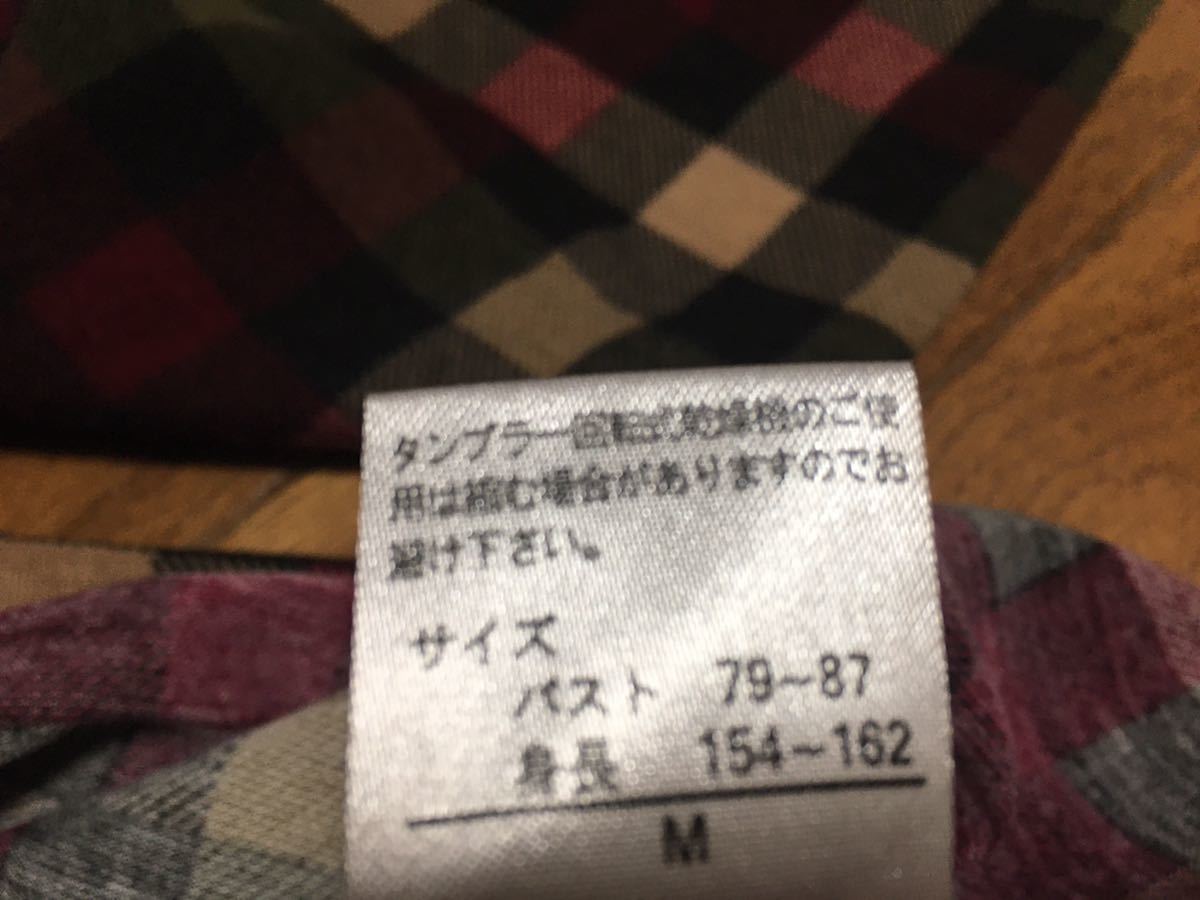 タンブラー回転式乾燥機のご使
用は縮む場合がありますのでお
避け下さい。
サイズ
バスト 79~87
身長 154~162
M